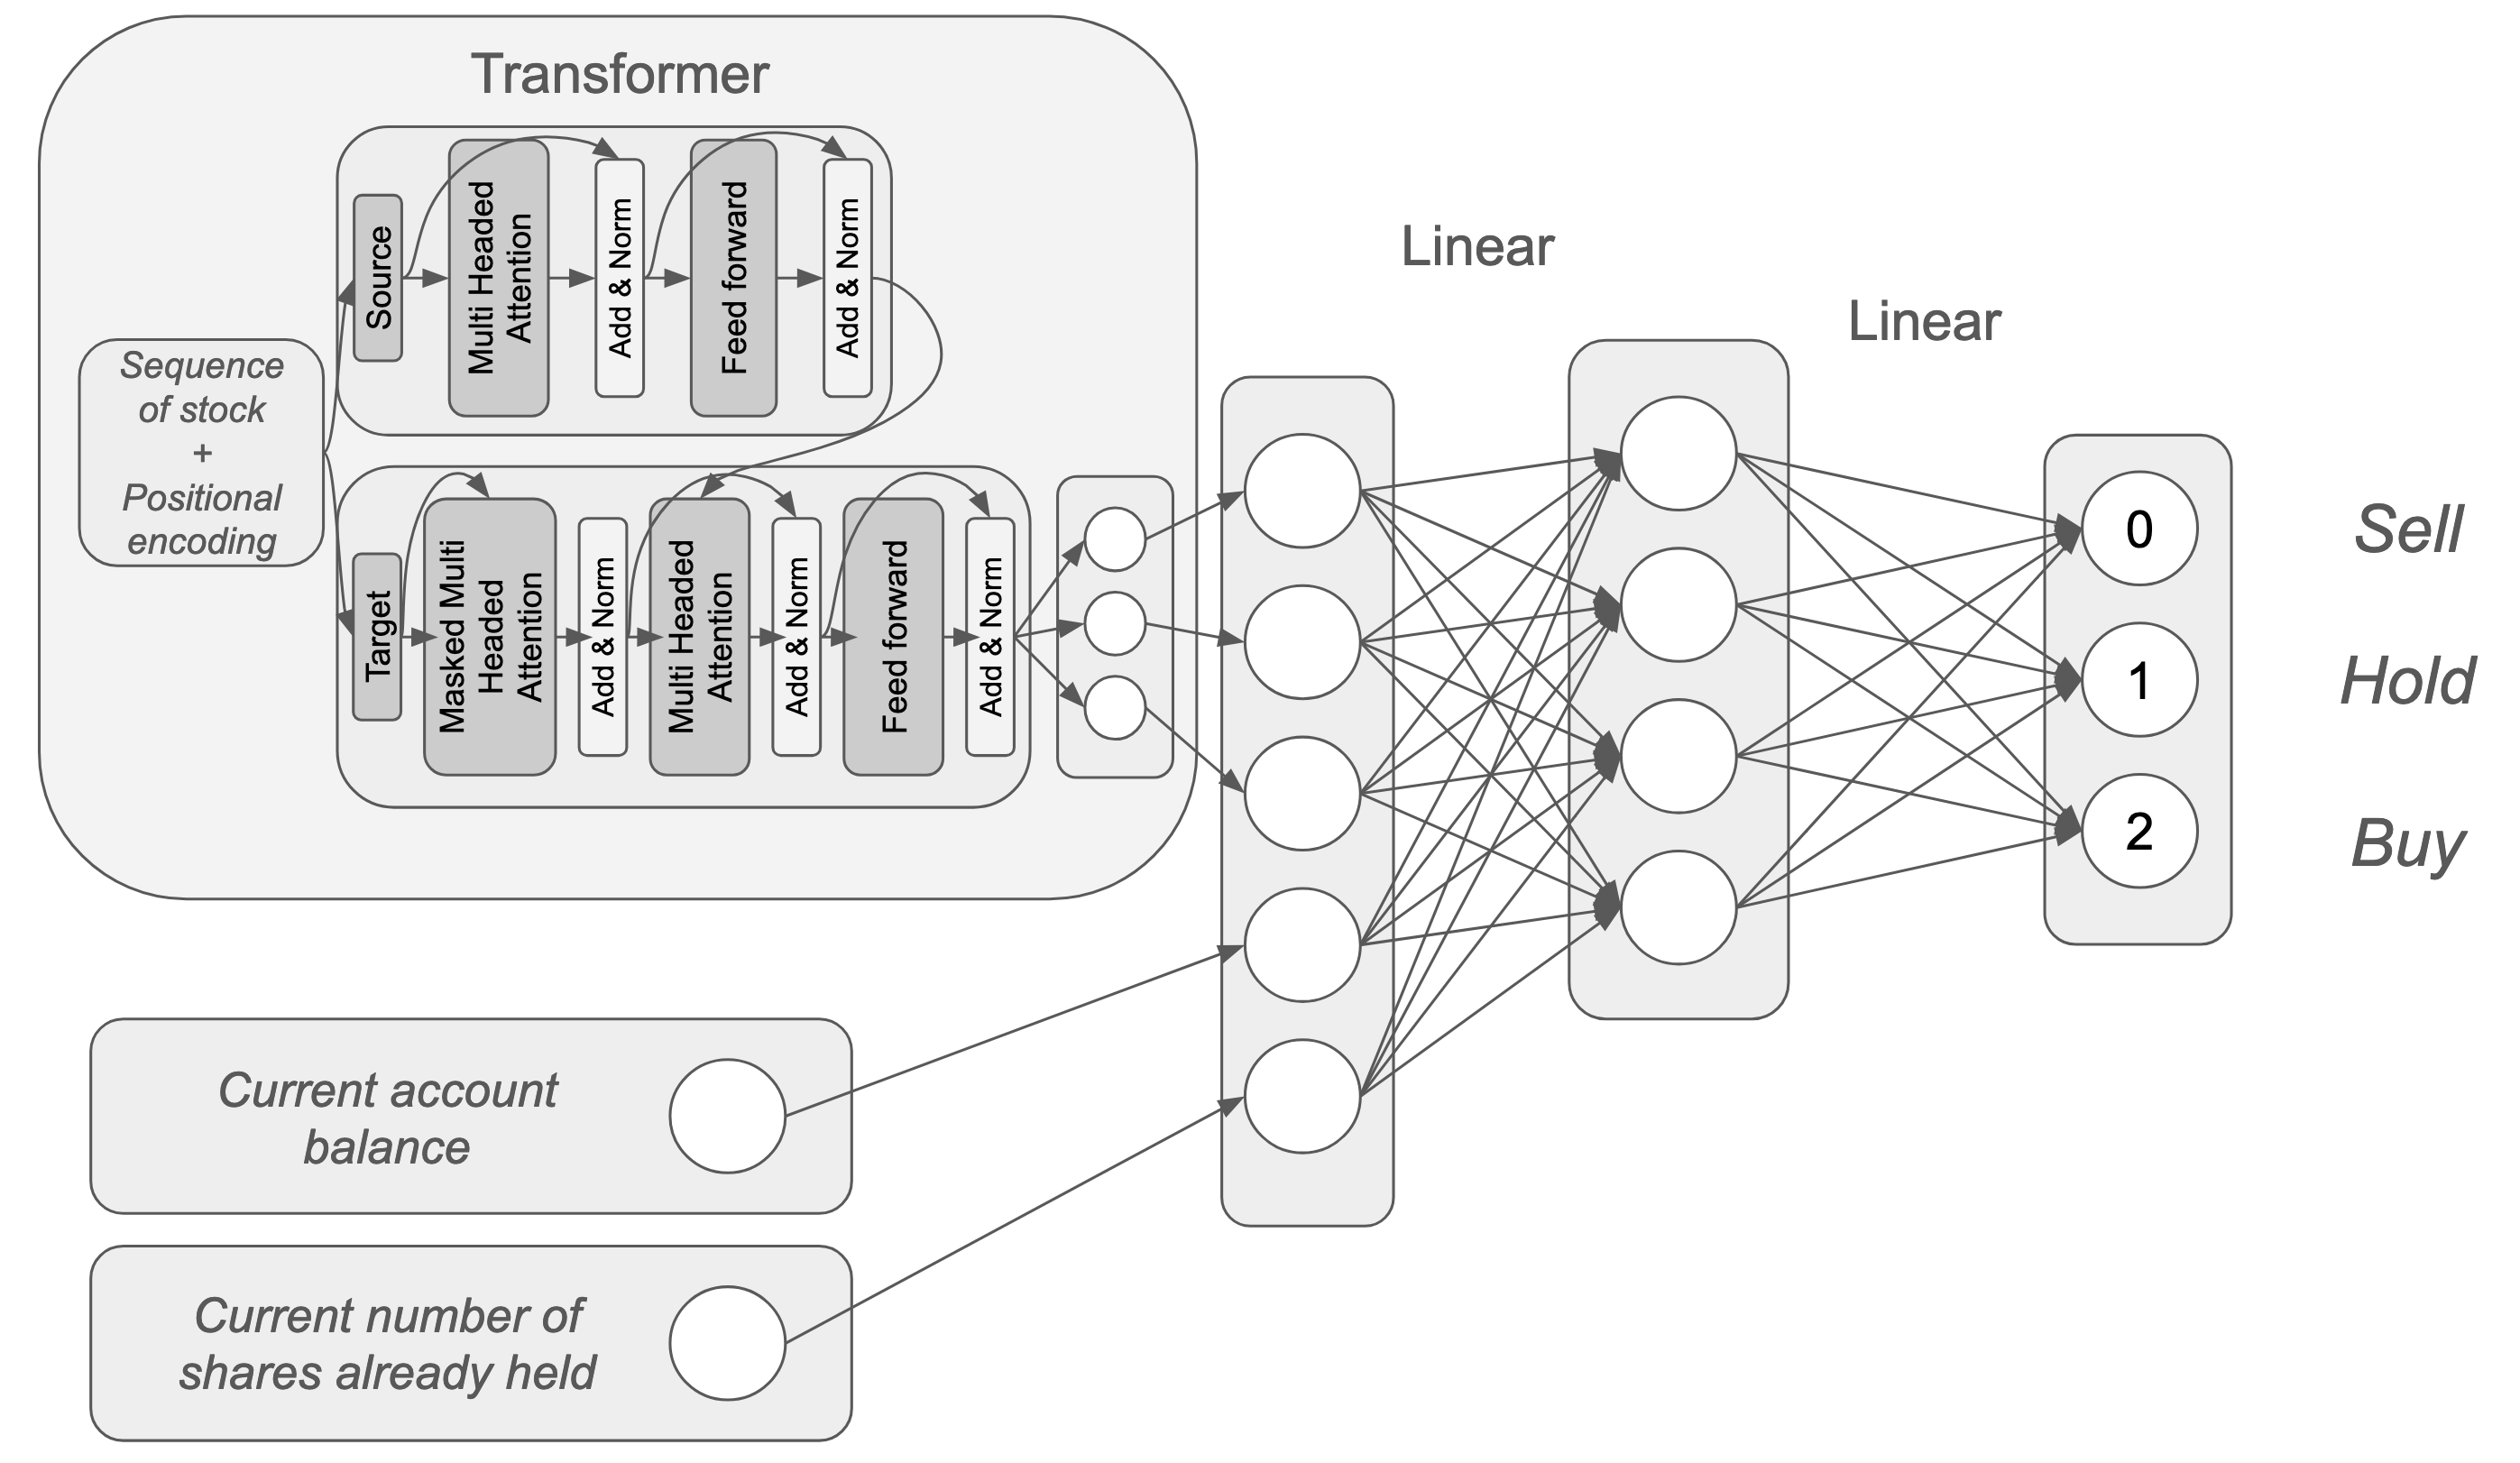 Transformer
Source
Multi Headed
Attention
Add & Norm
Feed forward
Add & Norm
Sequence
of stock
+
Positional
encoding
Target
Masked Multi
Headed
Attention
Add & Norm
Multi Headed
Attention
Add & Norm
Feed forward
Add & Norm
Linear
Linear
0
Sell
1
Hold
2
Buy
Current account
balance
Current number of
shares already held